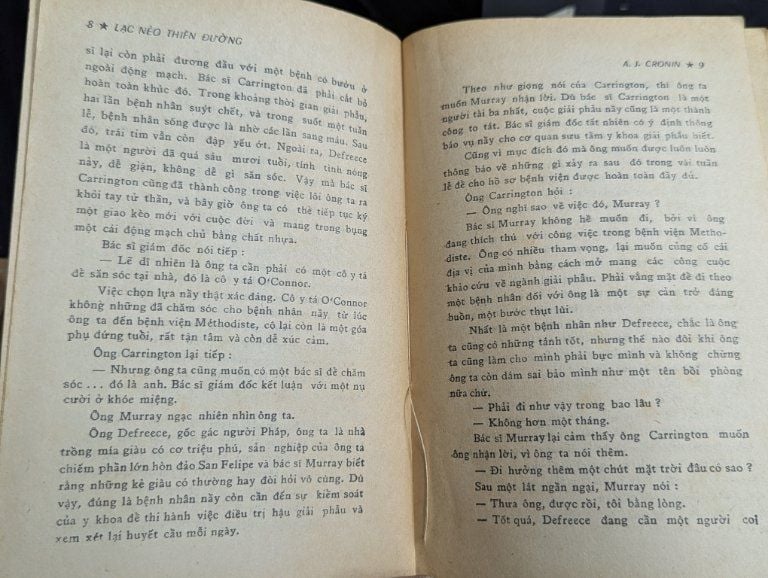 8 ★ LẠC NẺO THIÊN ĐƯỜNG
sĩ lại còn phải đương đầu với một bệnh có bướu ở
ngoài động mạch. Bác sĩ Carrington đã phải cắt bỏ
hoàn toàn khúc đó. Trong khoảng thời gian giải phẫu,
hai lần bệnh nhân suýt chết, và trong suốt một tuần
lễ, bệnh nhân sống được là nhờ các lần sang máu. Sau
đó, trái tim vẫn còn đập yếu ớt. Ngoài ra, Defreece
là một người đã quá sáu mươi tuổi, tính tình nóng
nảy, dễ giận, không dễ gì săn sóc. Vậy mà bác sĩ
Carrington cũng đã thành công trong việc lôi ông ta ra
khỏi tay tử thần, và bây giờ ông ta có thể tiếp tục ký
một giao kèo mới với cuộc đời và mang trong bụng
một cái động mạch chủ bằng chất nhựa.
Bác sĩ giám đốc nói tiếp :
— Lẽ dĩ nhiên là ông ta cần phải có một cô y tá
để săn sóc tại nhà, đó là cô y tá O'Connor.
Việc chọn lựa nầy thật xác đáng. Cô y tá O'Connor
không những đã chăm sóc cho bệnh nhân nầy từ lúc
ông ta đến bệnh viện Méthodiste, cô lại còn là một góa
phụ đứng tuổi, rất tận tâm và còn dễ xúc cảm.
Ông Carrington lại tiếp :
— Nhưng ông ta cũng muốn có một bác sĩ để chăm
sóc ... đó là anh. Bác sĩ giám đốc kết luận với một nụ
cười ở khóe miệng.
Ông Murray ngạc nhiên nhìn ông ta.
Ông Defreece, gốc gác người Pháp, ông ta là nhà
trồng mía giàu có cơ triệu phú, sản nghiệp của ông ta
chiếm phần lớn hòn đảo San Felipe và bác sĩ Murray biết
rằng những kẻ giàu có thường hay đòi hỏi vô cùng. Dù
vậy, đúng là bệnh nhân nầy còn cần đến sự kiểm soát
của y khoa để thi hành việc điều trị hậu giải phẫu và
xem xét lại huyết cầu mỗi ngày.
A. J. CRONIN ★ 9
Theo như giọng nói của Carrington, thì ông ta
muốn Murray nhận lời. Dù bác sĩ Carrington là một
người tài ba nhất, cuộc giải phẫu nầy cũng là một thành
công to tát. Bác sĩ giám đốc tất nhiên có ý định thông
báo vụ nầy cho cơ quan sưu tầm y khoa giải phẫu biết.
Cũng vì mục đích đó mà ông muốn được luôn luôn
thông báo về những gì xảy ra sau đó trong vài tuần
lễ để cho hồ sơ bệnh viện được hoàn toàn đầy đủ.
Ông Carrington hỏi :
— Ông nghĩ sao về việc đó, Murray ?
Bác sĩ Murray không hề muốn đi, bởi vì ông
đang thích thú với công việc trong bệnh viện Metho-
diste. Ông có nhiều tham vọng, lại muốn củng cố cái
địa vị của mình bằng cách mở mang các công cuộc
khảo cứu về ngành giải phẫu. Phải vắng mặt để đi theo
một bệnh nhân đối với ông là một sự cản trở đáng
buồn, một bước thụt lùi.
Nhất là một bệnh nhân như Defreece, chắc là ông
ta cũng có những tánh tốt, nhưng thế nào đôi khi ông
ta cũng làm cho mình phải bực mình và không chừng
ông ta còn dám sai bảo mình như một tên bồi phòng
nữa chứ.
— Phải đi như vậy trong bao lâu ?
— Không hơn một tháng.
Bác sĩ Murray lại cảm thấy ông Carrington muốn
ông nhận lời, vì ông ta nói thêm.
— Đi hưởng thêm một chút mặt trời đâu có sao ?
Sau một lát ngần ngại, Murray nói :
— Thưa ông, được rồi, tôi bằng lòng.
— Tốt quá, Defreece đang cần một người coi